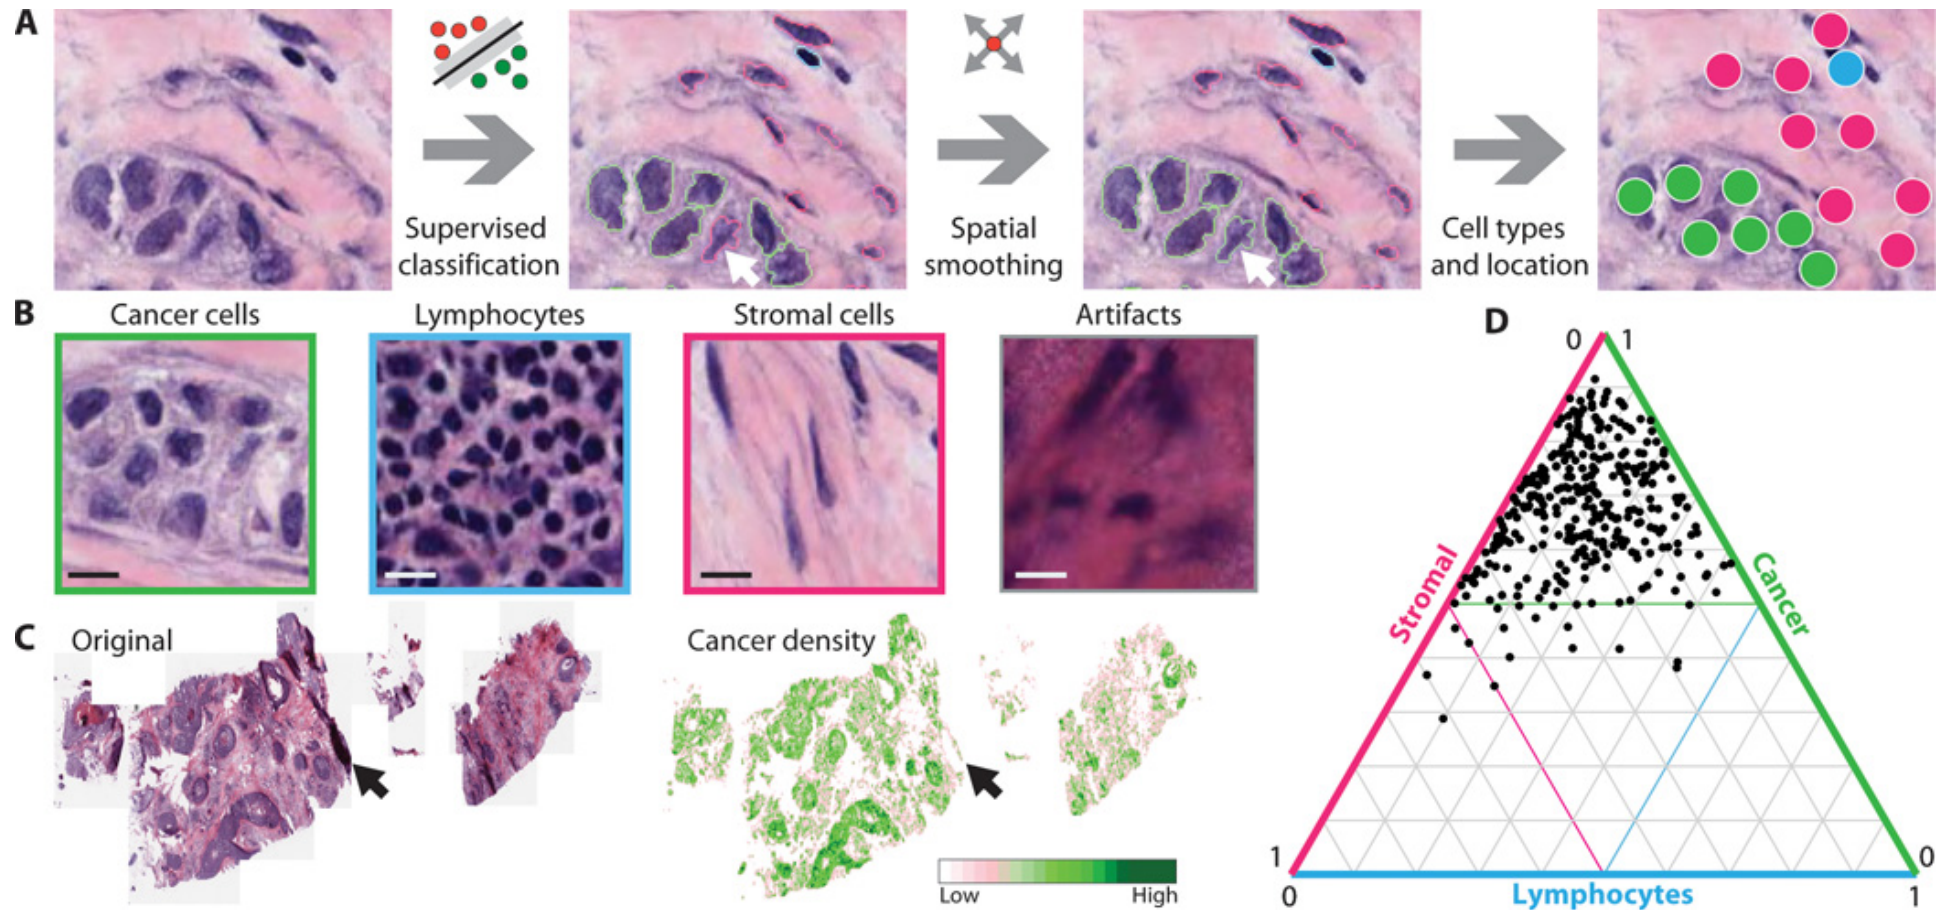 A
Supervised
classification
Spatial
smoothing
Cell types
and location
B
Cancer cells
Lymphocytes
Stromal cells
Artifacts
C
Original
Cancer density
Low
High
D
0
1
Stromal
Cancer
1
0
0
Lymphocytes
1